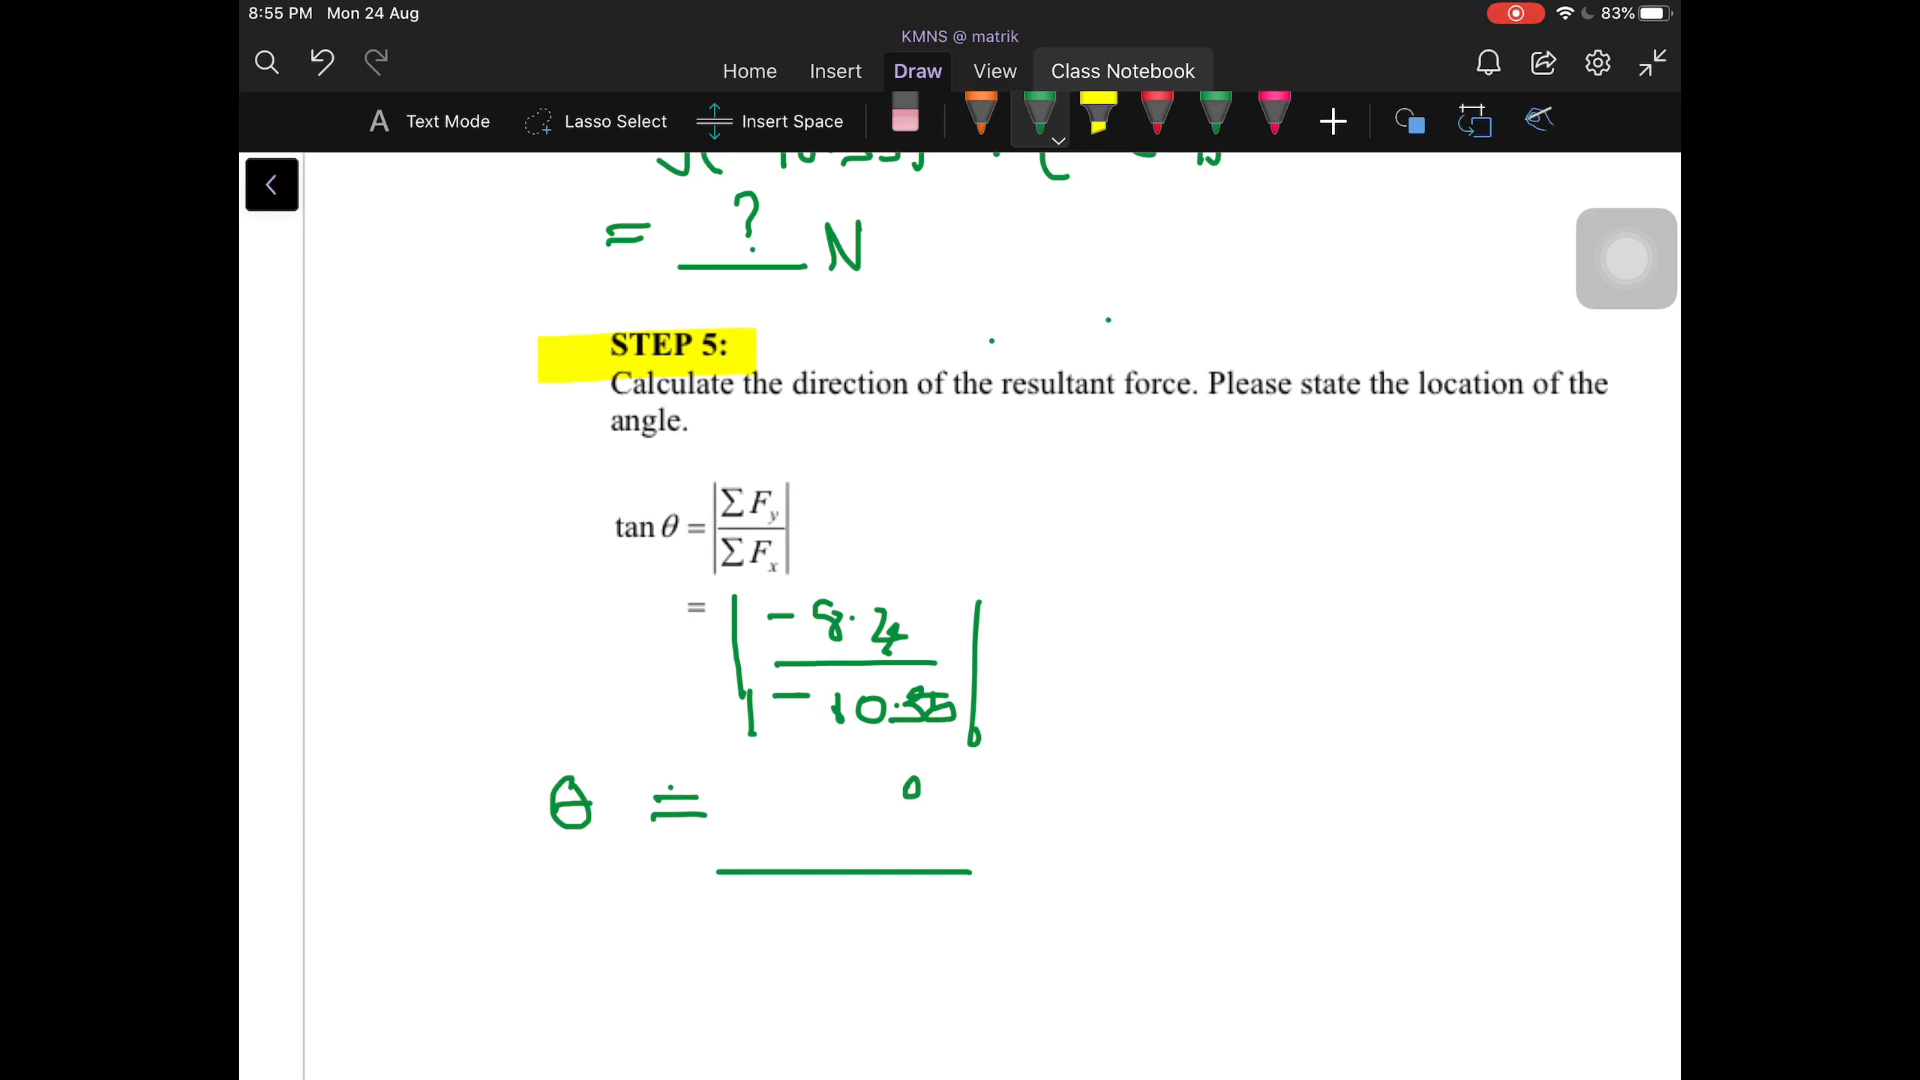 8:55 PM Mon 24 Aug
83%
KMNS @ matrik
Home Insert Draw View Class Notebook
Text Mode Lasso Select Insert Space
= ? N
STEP 5:
Calculate the direction of the resultant force. Please state the location of the
angle.
tan θ = |ΣFy / ΣFx|
= |-8.4 / -10.55|
θ = °